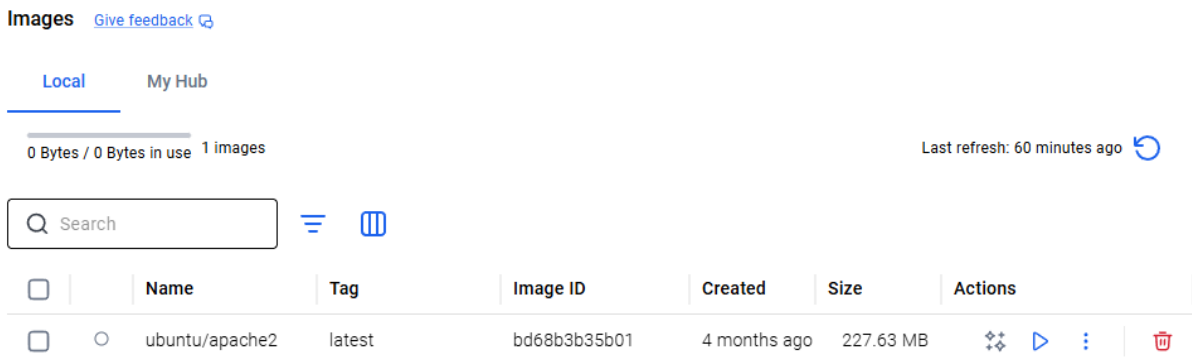 Images Give feedback
Local My Hub
0 Bytes / 0 Bytes in use 1 images Last refresh: 60 minutes ago
Search
Name Tag Image ID Created Size Actions
ubuntu/apache2 latest bd68b3b35b01 4 months ago 227.63 MB